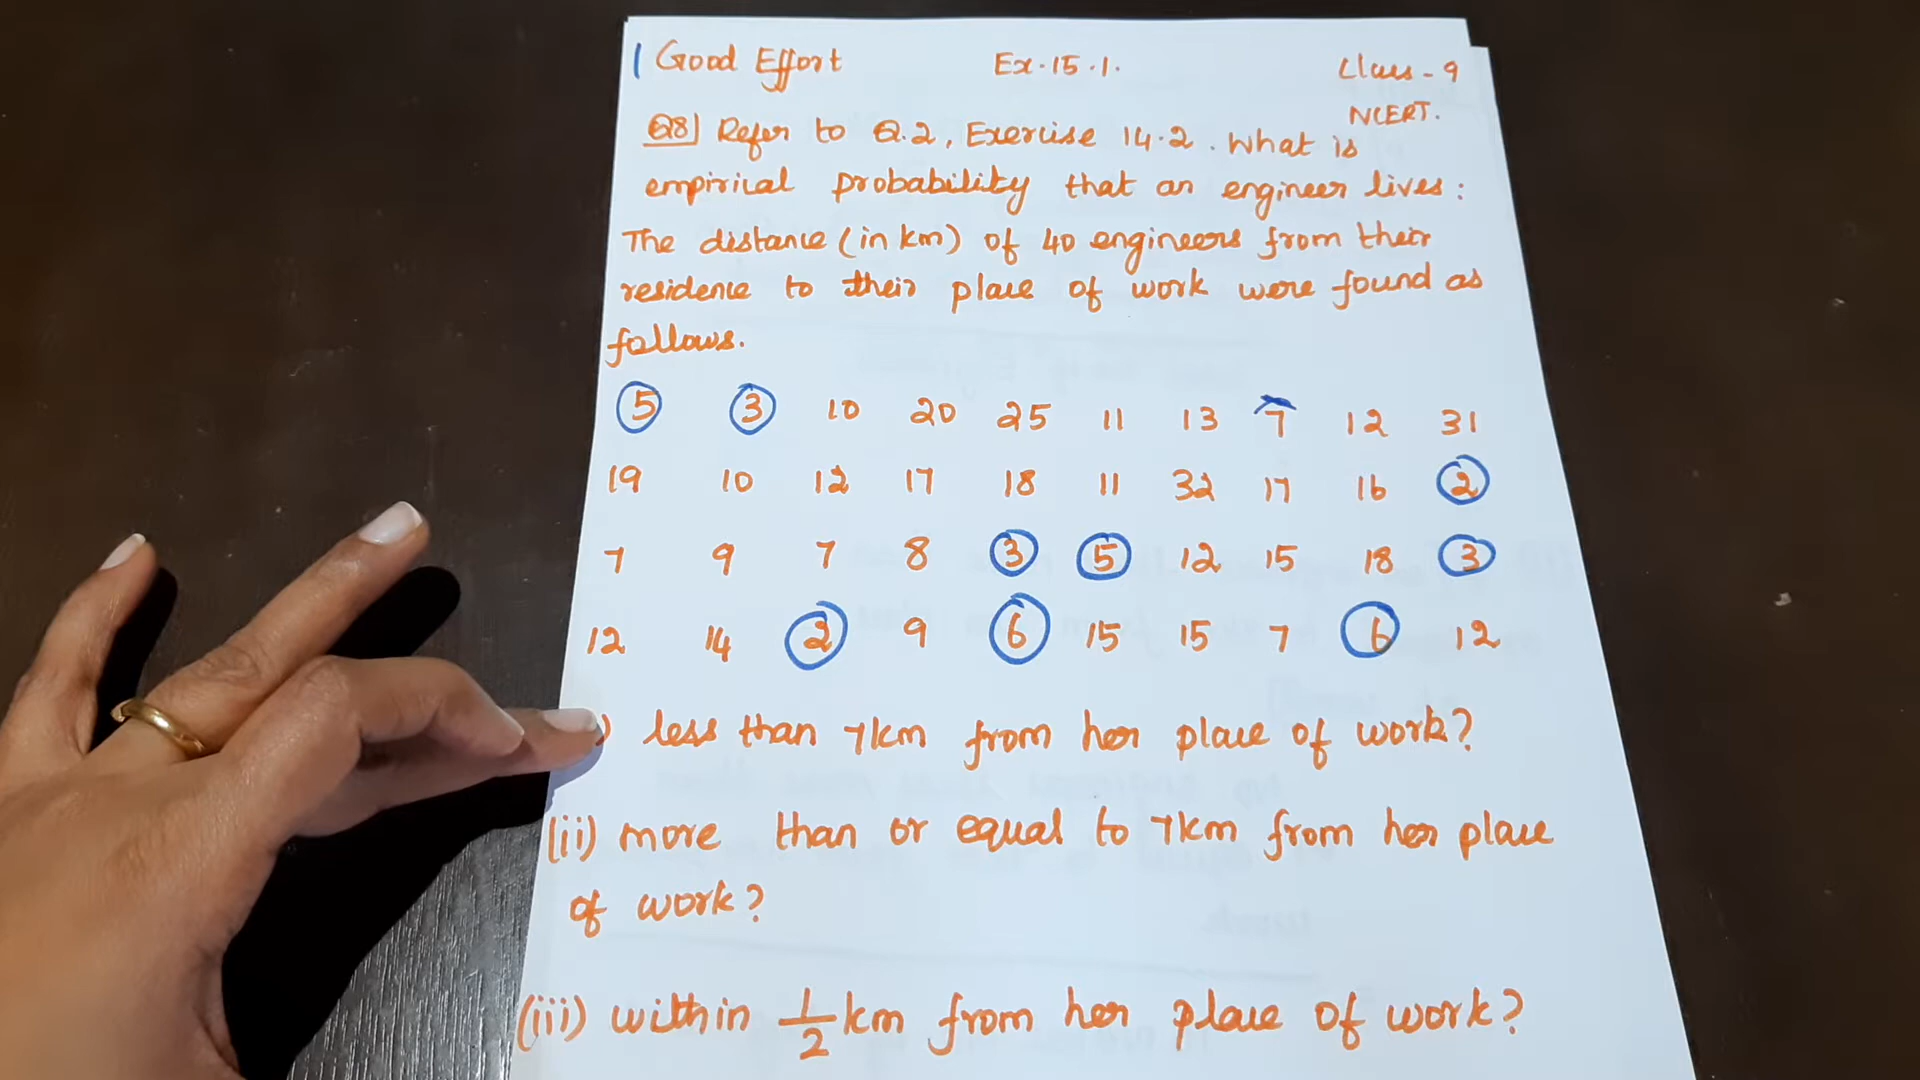 Good Effort Ex.15.1. Class-9
NCERT.
Q8] Refer to Q.2, Exercise 14.2. What is
empirical probability that an engineer lives:
The distance (in km) of 40 engineers from their
residence to their place of work were found as
follows.
5 3 10 20 25 11 13 7 12 31
19 10 12 17 18 11 32 17 16 2
7 9 7 8 3 5 12 15 18 3
12 14 2 9 6 15 15 7 6 12
) less than 7km from her place of work?
(ii) more than or equal to 7km from her place
of work?
(iii) within 1/2 km from her place of work?